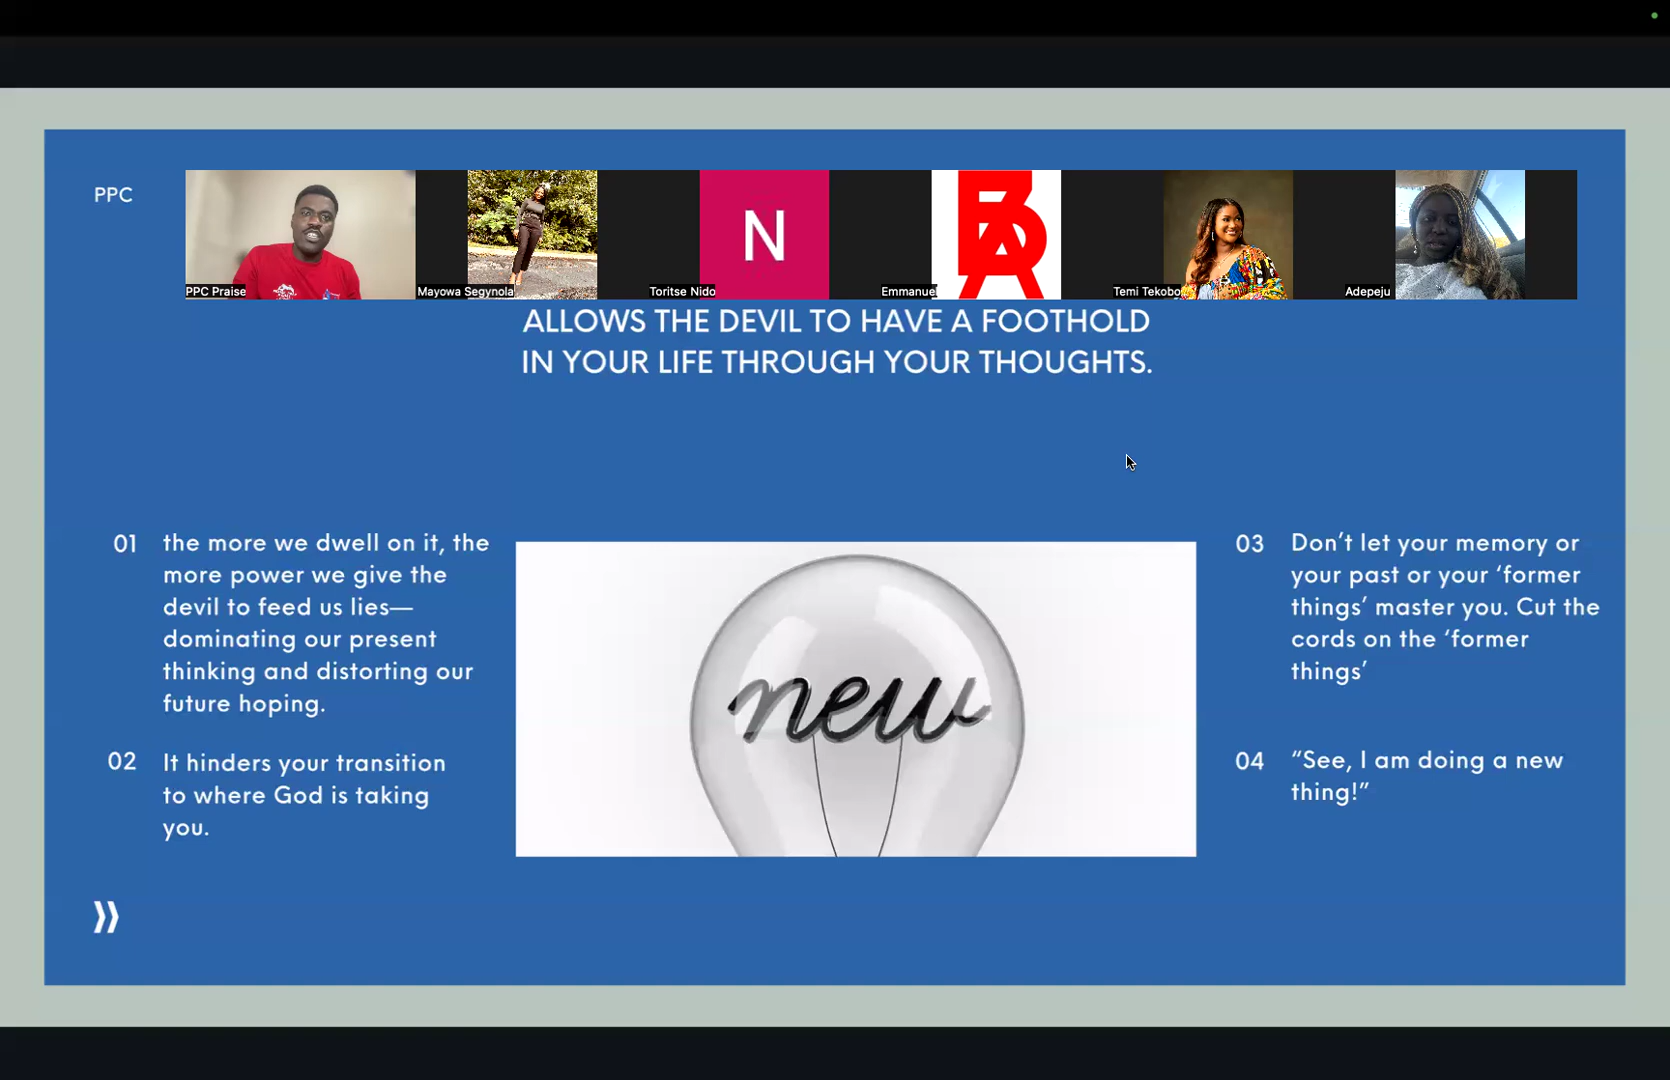 PPC
PPC Praise
Mayowa Segynola
N
Toritse Nido
Emmanuel
Temi Tekobo
Adepeju
ALLOWS THE DEVIL TO HAVE A FOOTHOLD
IN YOUR LIFE THROUGH YOUR THOUGHTS.
01
the more we dwell on it, the
more power we give the
devil to feed us lies—
dominating our present
thinking and distorting our
future hoping.
02
It hinders your transition
to where God is taking
you.
new
03
Don’t let your memory or
your past or your ‘former
things’ master you. Cut the
cords on the ‘former
things’
04
“See, I am doing a new
thing!”